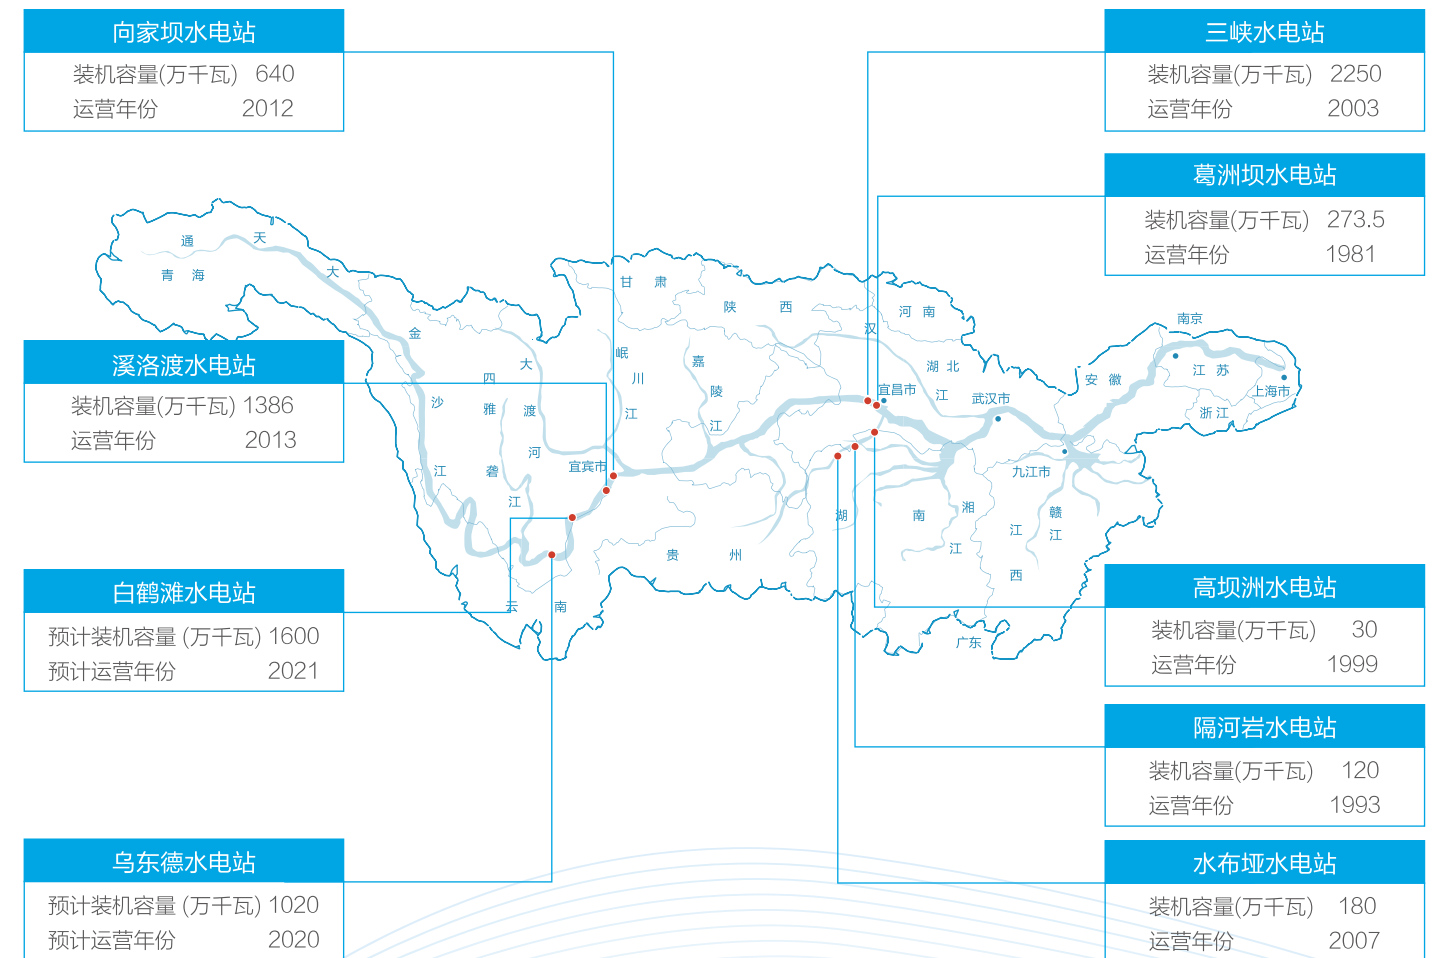 向家坝水电站
装机容量(万千瓦) 640
运营年份 2012
三峡水电站
装机容量(万千瓦) 2250
运营年份 2003
葛洲坝水电站
装机容量(万千瓦) 273.5
运营年份 1981
溪洛渡水电站
装机容量(万千瓦) 1386
运营年份 2013
白鹤滩水电站
预计装机容量 (万千瓦) 1600
预计运营年份 2021
乌东德水电站
预计装机容量 (万千瓦) 1020
预计运营年份 2020
高坝洲水电站
装机容量(万千瓦) 30
运营年份 1999
隔河岩水电站
装机容量(万千瓦) 120
运营年份 1993
水布垭水电站
装机容量(万千瓦) 180
运营年份 2007
通
天
青 海
大
金
沙
江
四
川
大
渡
河
雅
砻
江
甘 肃
岷
江
嘉
陵
江
陕 西
汉
江
河 南
湖 北
宜昌市
武汉市
安 徽
南京
江 苏
上海市
浙 江
宜宾市
九江市
湖 南
湘
江
赣
江
江
西
贵 州
云 南
广东